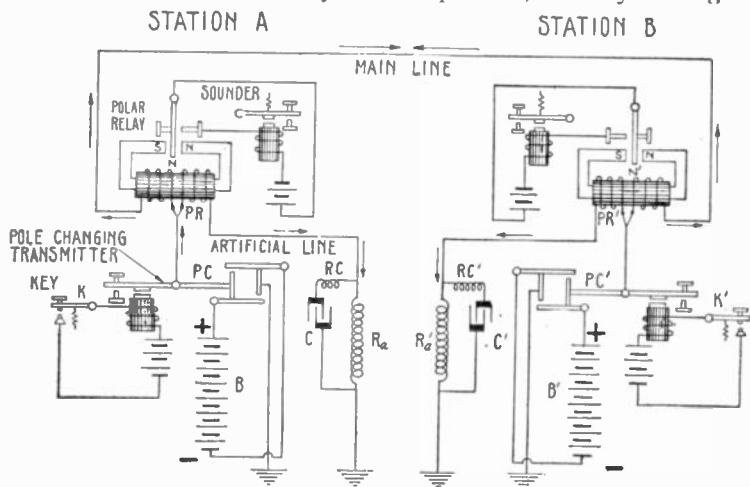 STATION A
STATION B
MAIN LINE
SOUNDER
POLAR
RELAY
S N
N
S N
N'
PR
PR'
ARTIFICIAL LINE
POLE CHANGING
TRANSMITTER
PC
RC
RC'
PC'
KEY
K
K'
+
+
C
Ra
R'a
C'
B
B'
-
-